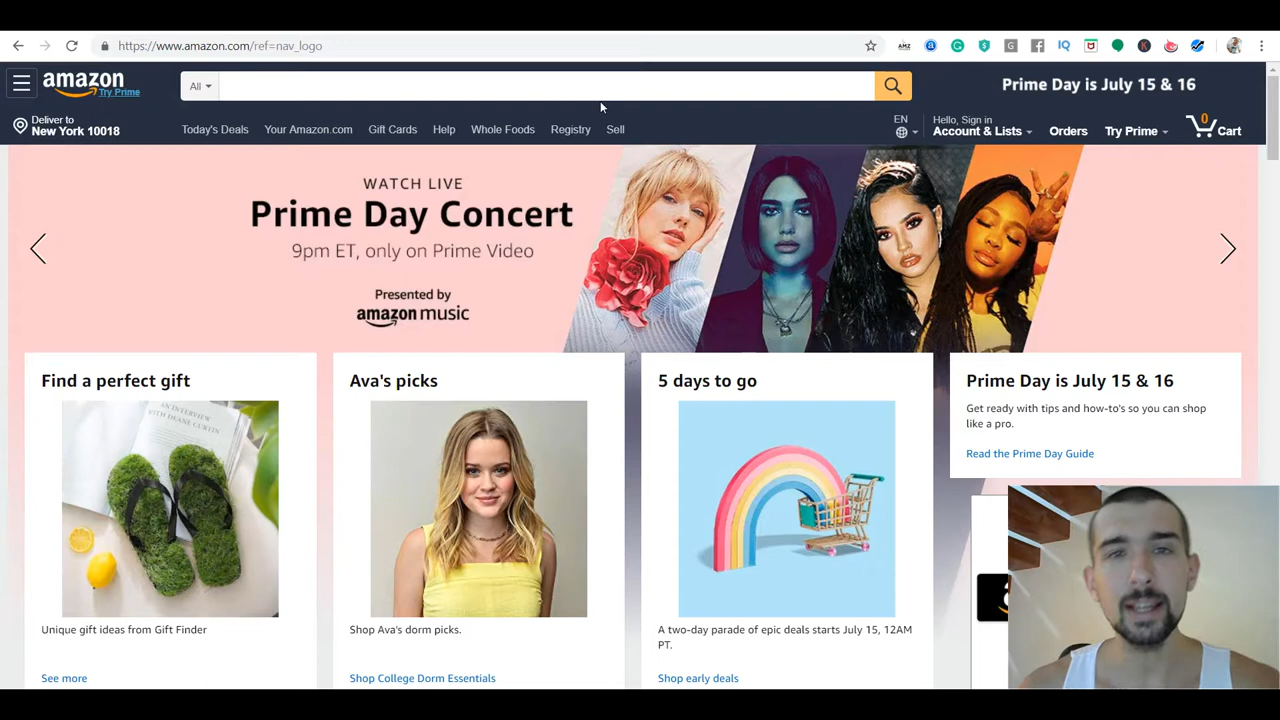 https://www.amazon.com/ref=nav_logo
amazon
Try Prime
All
Prime Day is July 15 & 16
Deliver to
New York 10018
Today's Deals
Your Amazon.com
Gift Cards
Help
Whole Foods
Registry
Sell
EN
Hello, Sign in
Account & Lists
Orders
Try Prime
0
Cart
WATCH LIVE
Prime Day Concert
9pm ET, only on Prime Video
Presented by
amazon music
Find a perfect gift
AN INTERVIEW
WITH DEANE CURTIN
Unique gift ideas from Gift Finder
See more
Ava's picks
Shop Ava's dorm picks.
Shop College Dorm Essentials
5 days to go
A two-day parade of epic deals starts July 15, 12AM
PT.
Shop early deals
Prime Day is July 15 & 16
Get ready with tips and how-to's so you can shop
like a pro.
Read the Prime Day Guide